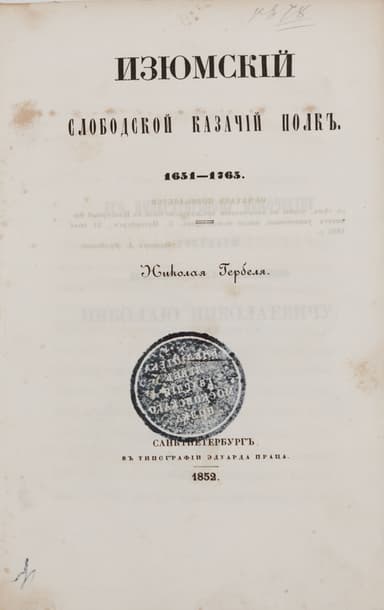 ИЗЮМСКІЙ
СЛОБОДСКОЙ КАЗАЧІЙ ПОЛКЪ.
1651—1765.
Николая Гербеля.
САНКТПЕТЕРБУРГЪ
ВЪ ТИПОГРАФІИ ЭДУАРДА ПРАЦА.
1852.